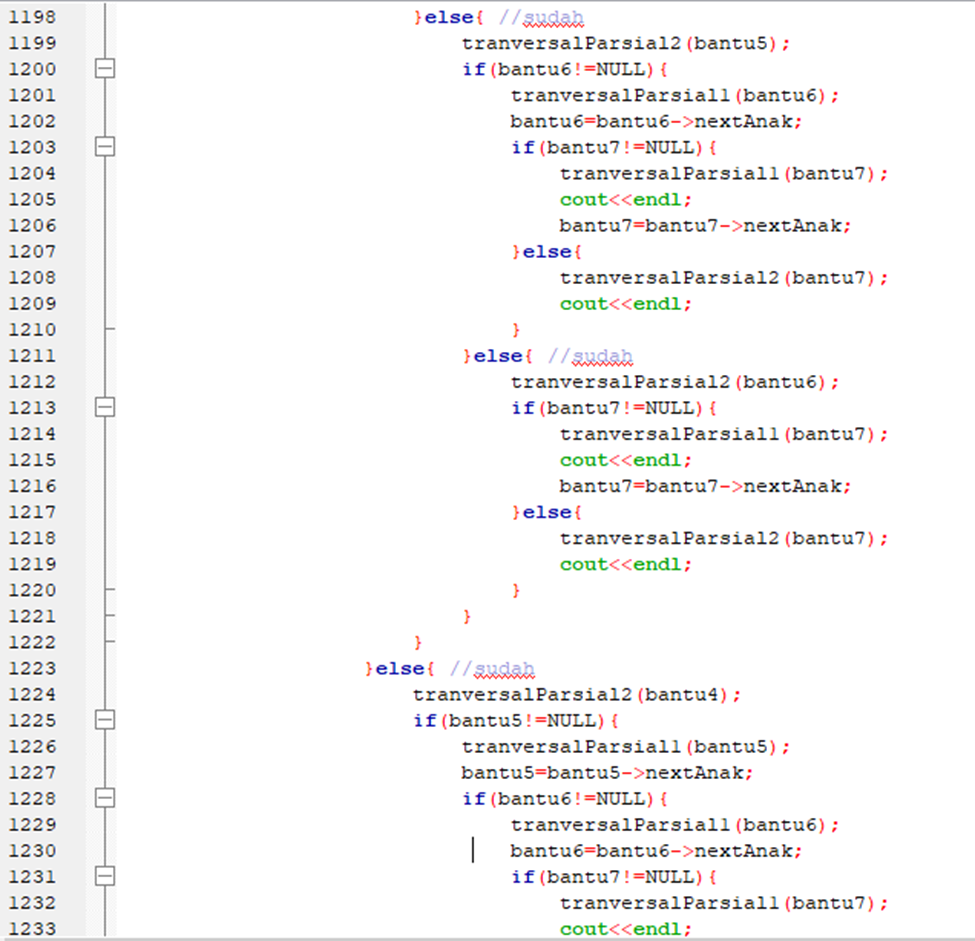 1198 }else{ //sudah
1199 tranversalParsial2(bantu5);
1200 if(bantu6!=NULL){
1201 tranversalParsial1(bantu6);
1202 bantu6=bantu6->nextAnak;
1203 if(bantu7!=NULL){
1204 tranversalParsial1(bantu7);
1205 cout<<endl;
1206 bantu7=bantu7->nextAnak;
1207 }else{
1208 tranversalParsial2(bantu7);
1209 cout<<endl;
1210 }
1211 }else{ //sudah
1212 tranversalParsial2(bantu6);
1213 if(bantu7!=NULL){
1214 tranversalParsial1(bantu7);
1215 cout<<endl;
1216 bantu7=bantu7->nextAnak;
1217 }else{
1218 tranversalParsial2(bantu7);
1219 cout<<endl;
1220 }
1221 }
1222 }
1223 }else{ //sudah
1224 tranversalParsial2(bantu4);
1225 if(bantu5!=NULL){
1226 tranversalParsial1(bantu5);
1227 bantu5=bantu5->nextAnak;
1228 if(bantu6!=NULL){
1229 tranversalParsial1(bantu6);
1230 bantu6=bantu6->nextAnak;
1231 if(bantu7!=NULL){
1232 tranversalParsial1(bantu7);
1233 cout<<endl;